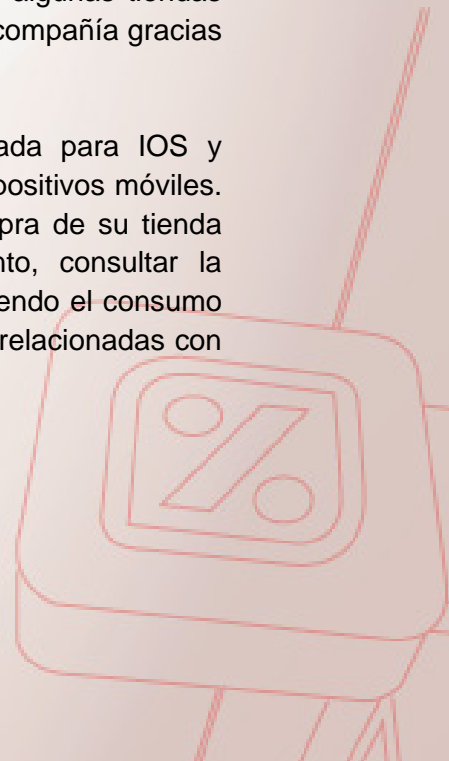 compañía gracias
ada para IOS y
positivos móviles.
pra de su tienda
nto, consultar la
endo el consumo
relacionadas con